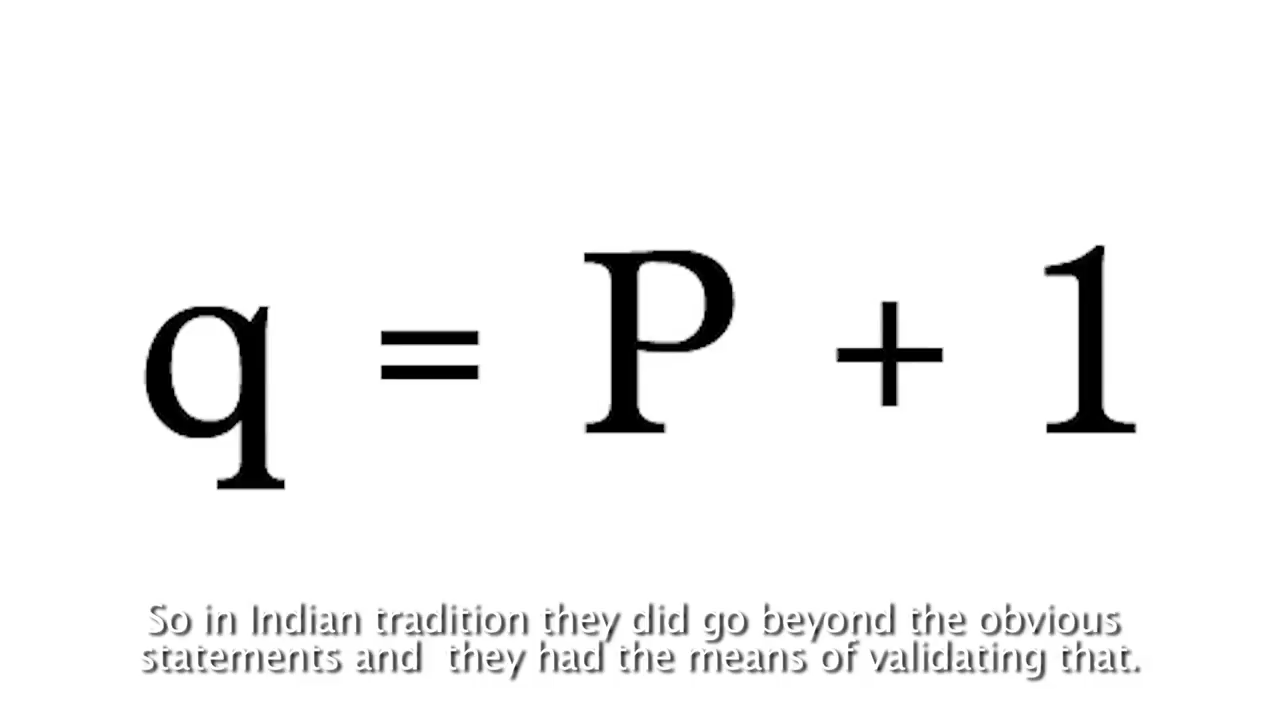 q = P + 1
So in Indian tradition they did go beyond the obvious
statements and  they had the means of validating that.